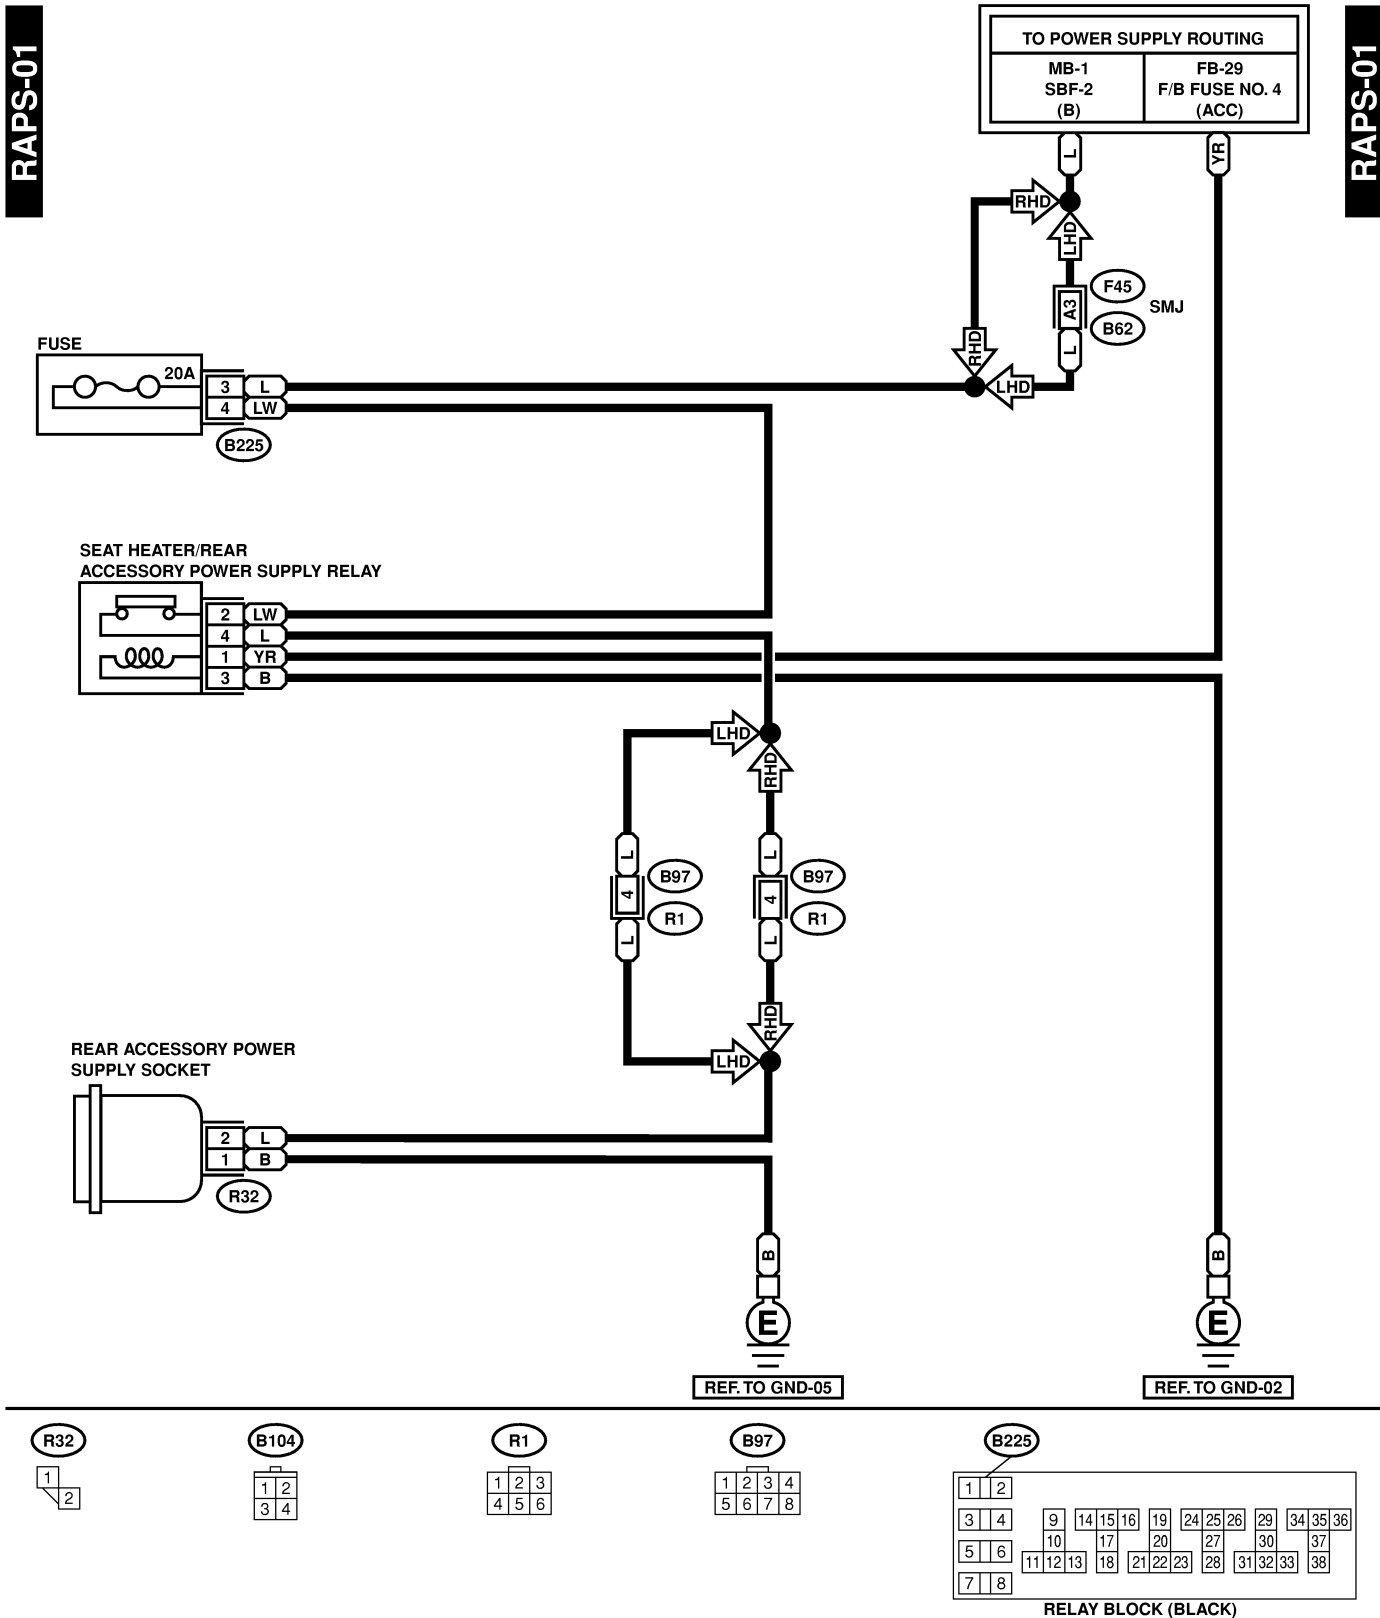 RAPS-01
RAPS-01
TO POWER SUPPLY ROUTING
MB-1
SBF-2
(B)
FB-29
F/B FUSE NO. 4
(ACC)
L
YR
RHD
LHD
F45
A3
SMJ
B62
L
RHD
LHD
FUSE
20A
3 L
4 LW
B225
SEAT HEATER/REAR
ACCESSORY POWER SUPPLY RELAY
2 LW
4 L
1 YR
3 B
LHD
RHD
L
L
B97
B97
4
4
R1
R1
L
L
RHD
LHD
REAR ACCESSORY POWER
SUPPLY SOCKET
2 L
1 B
R32
B
B
E
E
REF. TO GND-05
REF. TO GND-02
R32
1
2
B104
1 2
3 4
R1
1 2 3
4 5 6
B97
1 2 3 4
5 6 7 8
B225
1 2
3 4 9 14 15 16 19 24 25 26 29 34 35 36
10 17 20 27 30 37
5 6 11 12 13 18 21 22 23 28 31 32 33 38
7 8
RELAY BLOCK (BLACK)